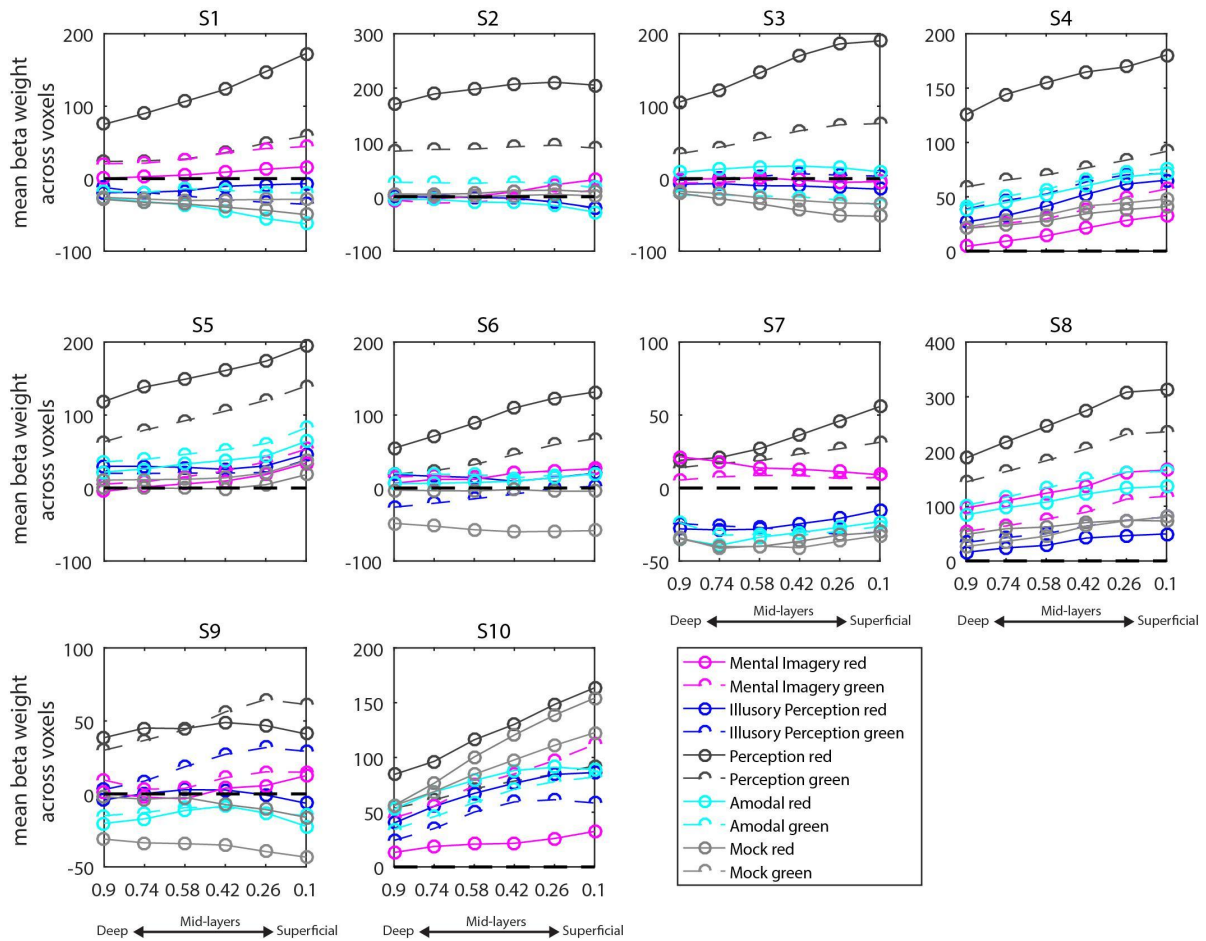 S1 S2 S3 S4
mean beta weight
across voxels
200 100 0 -100
300 200 100 0 -100
200 100 0 -100
200 150 100 50 0
S5 S6 S7 S8
mean beta weight
across voxels
200 100 0 -100
200 100 0 -100
100 50 0 -50
400 300 200 100 0
0.9 0.74 0.58 0.42 0.26 0.1
0.9 0.74 0.58 0.42 0.26 0.1
Mid-layers
Deep Superficial
Mid-layers
Deep Superficial
S9 S10
mean beta weight
across voxels
100 50 0 -50
200 150 100 50 0
0.9 0.74 0.58 0.42 0.26 0.1
0.9 0.74 0.58 0.42 0.26 0.1
Mid-layers
Deep Superficial
Mid-layers
Deep Superficial
Mental Imagery red
Mental Imagery green
Illusory Perception red
Illusory Perception green
Perception red
Perception green
Amodal red
Amodal green
Mock red
Mock green